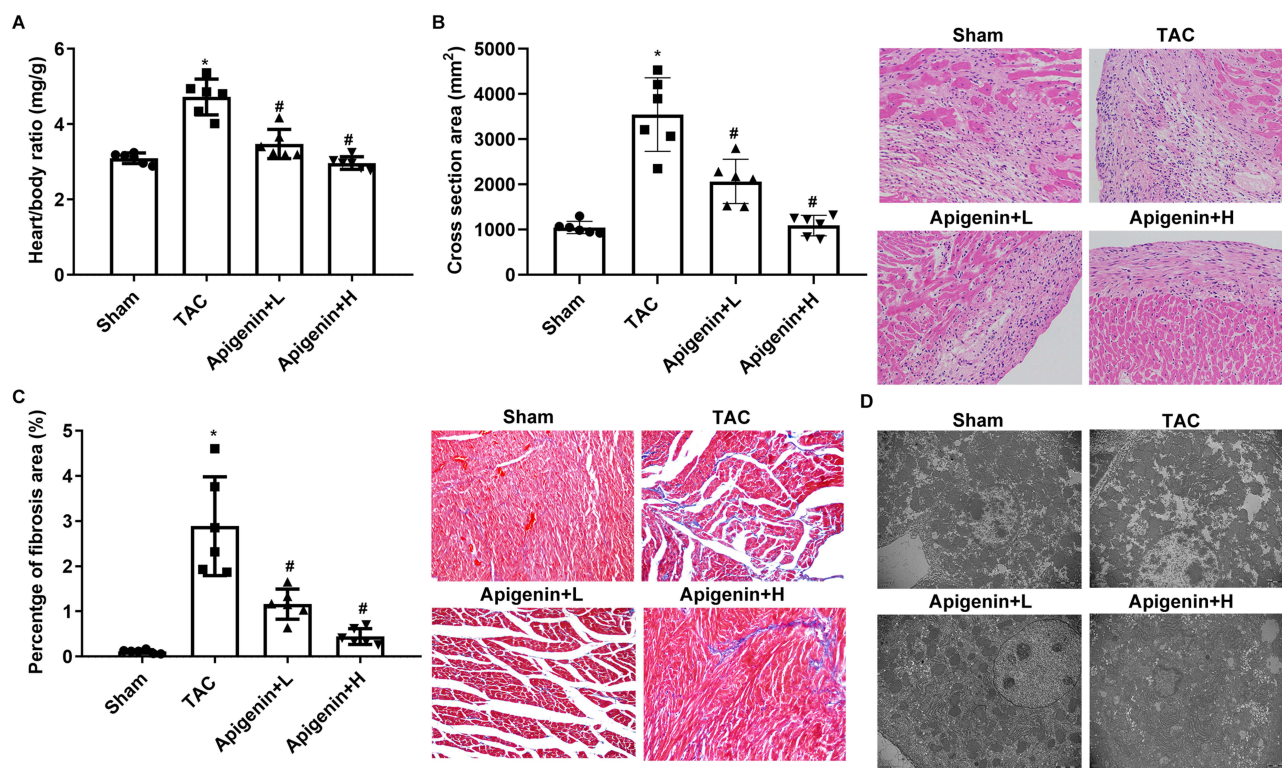 A
Heart/body ratio (mg/g)
6
4
2
0
*
#
#
Sham
TAC
Apigenin+L
Apigenin+H
B
Cross section area (mm²)
5000
4000
3000
2000
1000
0
*
#
#
Sham
TAC
Apigenin+L
Apigenin+H
Sham
TAC
Apigenin+L
Apigenin+H
C
Percentge of fibrosis area (%)
5
4
3
2
1
0
*
#
#
Sham
TAC
Apigenin+L
Apigenin+H
Sham
TAC
Apigenin+L
Apigenin+H
D
Sham
TAC
Apigenin+L
Apigenin+H